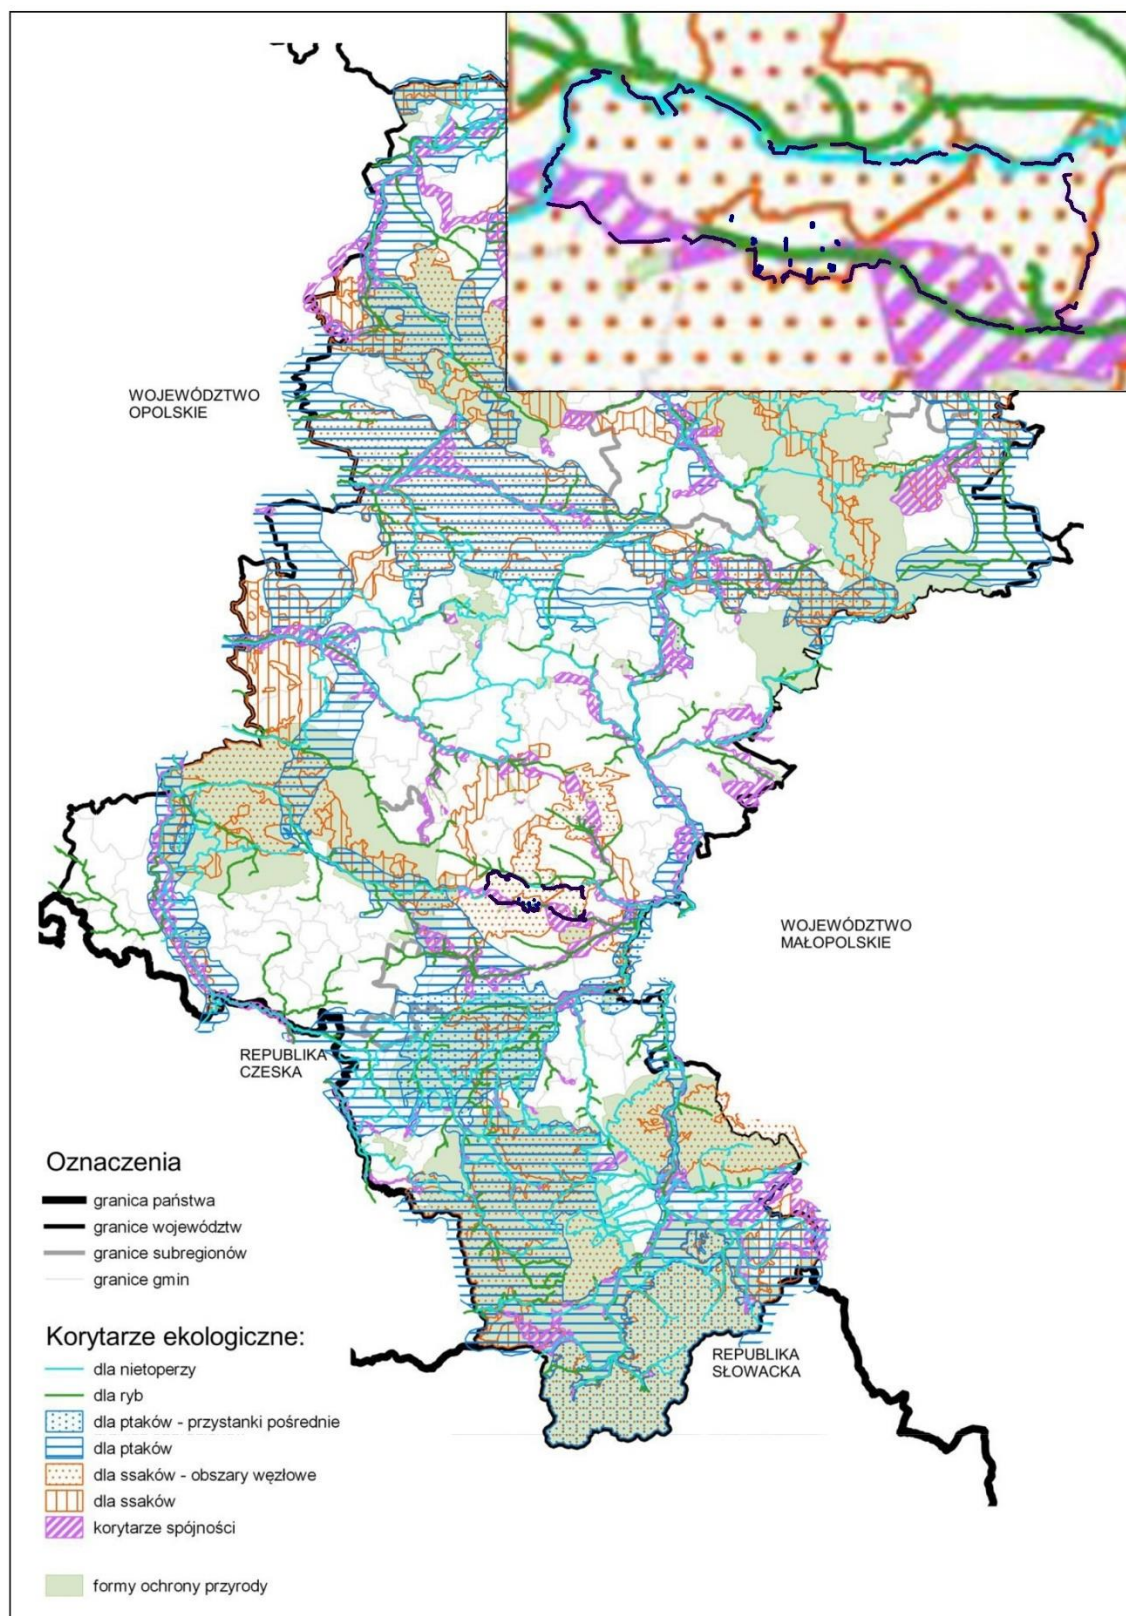 WOJEWÓDZTWO
OPOLSKIE
WOJEWÓDZTWO
MAŁOPOLSKIE
REPUBLIKA
CZESKA
REPUBLIKA
SŁOWACKA
Oznaczenia
granica państwa
granice województw
granice subregionów
granice gmin
Korytarze ekologiczne:
dla nietoperzy
dla ryb
dla ptaków - przystanki pośrednie
dla ptaków
dla ssaków - obszary węzłowe
dla ssaków
korytarze spójności
formy ochrony przyrody